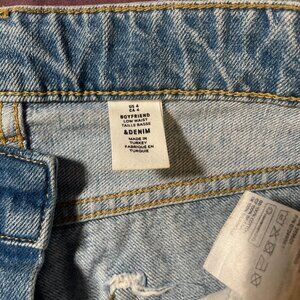 US 4
CA 4
BOYFRIEND
LOW WAIST
TAILLE BASSE
&DENIM
MADE IN
TURKEY
FABRIQUÉ EN
TURQUIE